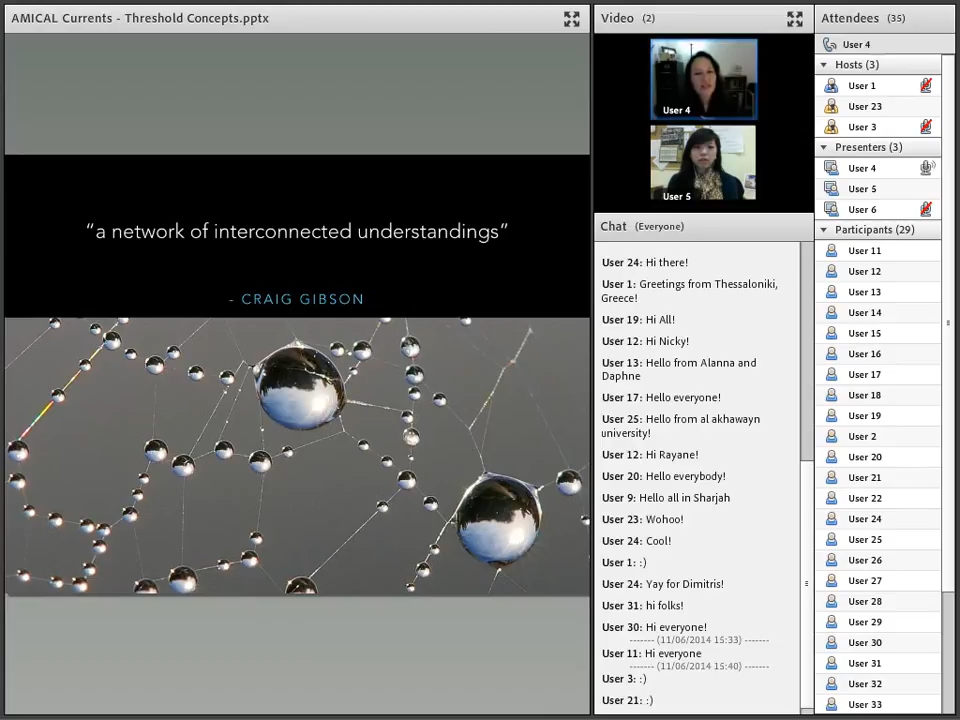 AMICAL Currents - Threshold Concepts.pptx
“a network of interconnected understandings”
- CRAIG GIBSON
Video (2)
User 4
User 5
Chat (Everyone)
User 24: Hi there!
User 1: Greetings from Thessaloniki,
Greece!
User 19: Hi All!
User 12: Hi Nicky!
User 13: Hello from Alanna and
Daphne
User 17: Hello everyone!
User 25: Hello from al akhawayn
university!
User 12: Hi Rayane!
User 20: Hello everybody!
User 9: Hello all in Sharjah
User 23: Wohoo!
User 24: Cool!
User 1: :)
User 24: Yay for Dimitris!
User 31: hi folks!
User 30: Hi everyone!
------- (11/06/2014 15:33) -------
User 11: Hi everyone
------- (11/06/2014 15:40) -------
User 3: :)
User 21: :)
Attendees (35)
User 4
Hosts (3)
User 1
User 23
User 3
Presenters (3)
User 4
User 5
User 6
Participants (29)
User 11
User 12
User 13
User 14
User 15
User 16
User 17
User 18
User 19
User 2
User 20
User 21
User 22
User 24
User 25
User 26
User 27
User 28
User 29
User 30
User 31
User 32
User 33